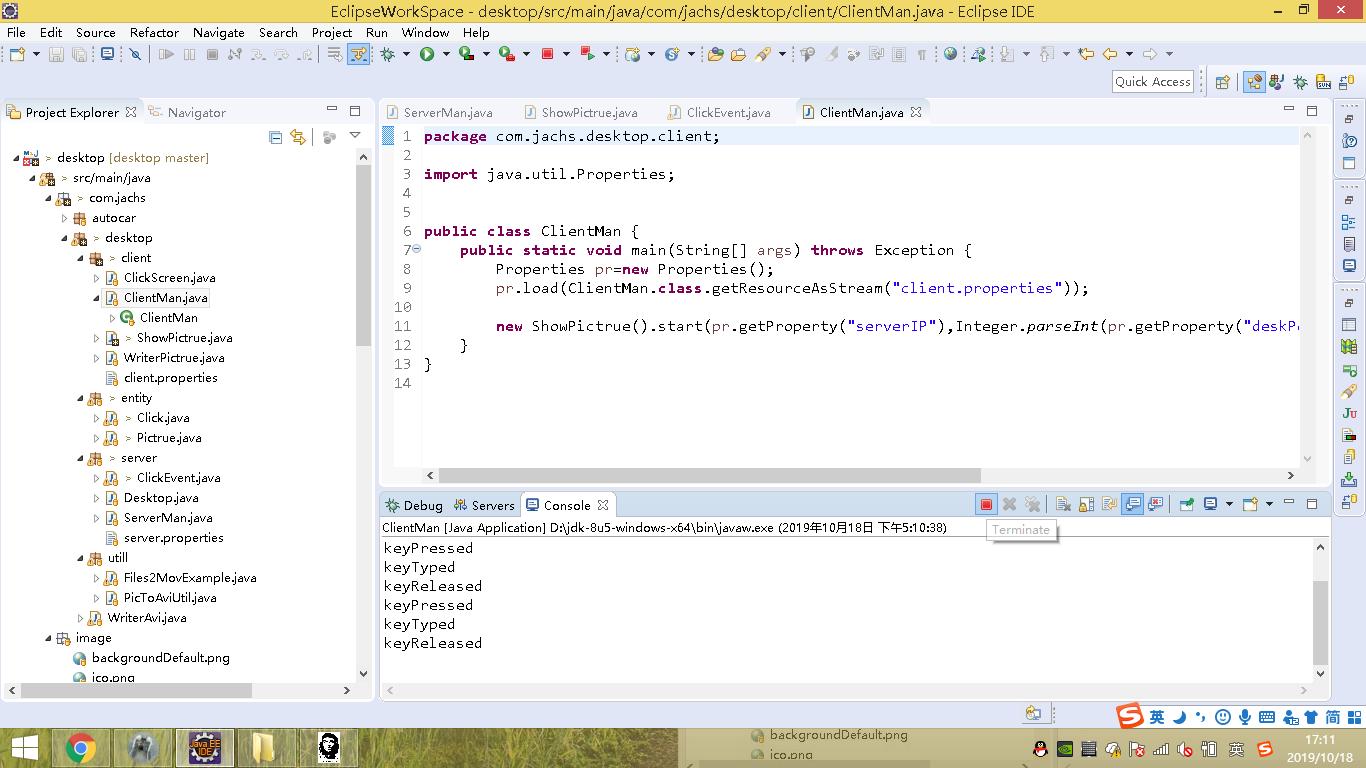 EclipseWorkSpace - desktop/src/main/java/com/jachs/desktop/client/ClientMan.java - Eclipse IDE
File Edit Source Refactor Navigate Search Project Run Window Help
Quick Access
Project Explorer Navigator
> desktop [desktop master]
> src/main/java
> com.jachs
autocar
> desktop
> client
ClickScreen.java
ClientMan.java
ClientMan
> ShowPictrue.java
WriterPictrue.java
client.properties
> entity
> Click.java
> Pictrue.java
> server
> ClickEvent.java
Desktop.java
ServerMan.java
server.properties
utill
Files2MovExample.java
PicToAviUtil.java
WriterAvi.java
image
backgroundDefault.png
ico.png
ServerMan.java ShowPictrue.java ClickEvent.java ClientMan.java
1 package com.jachs.desktop.client;
2
3 import java.util.Properties;
4
5
6 public class ClientMan {
7 public static void main(String[] args) throws Exception {
8 Properties pr=new Properties();
9 pr.load(ClientMan.class.getResourceAsStream("client.properties"));
10
11 new ShowPictrue().start(pr.getProperty("serverIP"),Integer.parseInt(pr.getProperty("deskPo
12 }
13 }
14
Debug Servers Console
ClientMan [Java Application] D:\jdk-8u5-windows-x64\bin\javaw.exe (2019年10月18日 下午5:10:38)
Terminate
keyPressed
keyTyped
keyReleased
keyPressed
keyTyped
keyReleased
英 简
Java EE
IDE
backgroundDefault.png
ico.png
英
17:11
2019/10/18